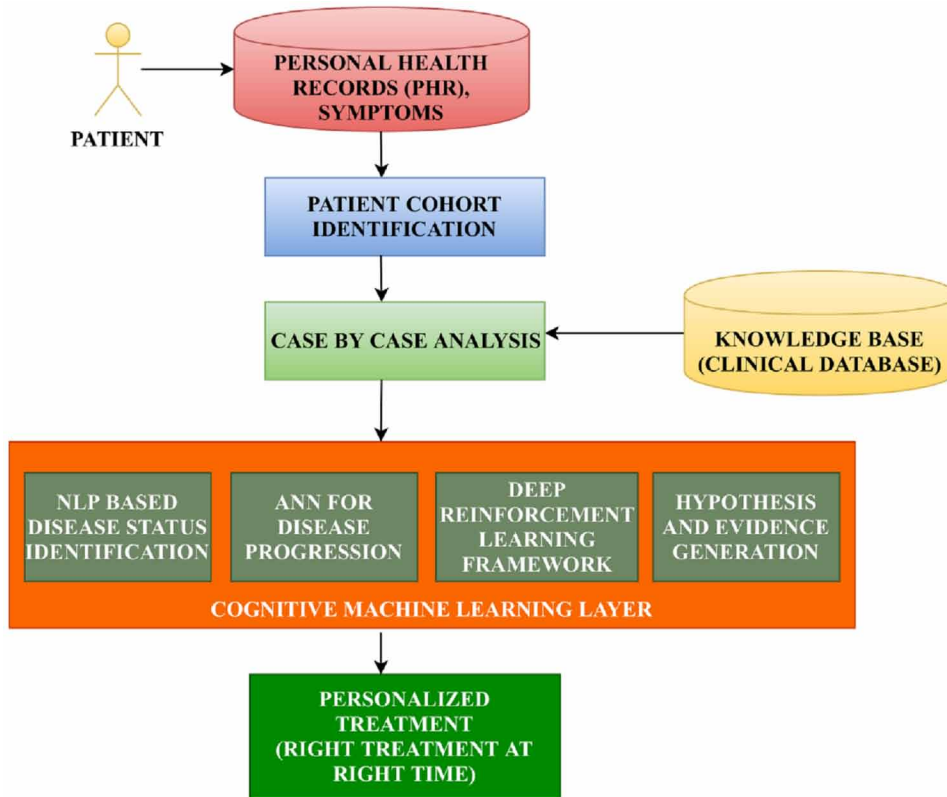 PATIENT
PERSONAL HEALTH
RECORDS (PHR),
SYMPTOMS
PATIENT COHORT
IDENTIFICATION
CASE BY CASE ANALYSIS
KNOWLEDGE BASE
(CLINICAL DATABASE)
NLP BASED
DISEASE STATUS
IDENTIFICATION
ANN FOR
DISEASE
PROGRESSION
DEEP
REINFORCEMENT
LEARNING
FRAMEWORK
HYPOTHESIS
AND EVIDENCE
GENERATION
COGNITIVE MACHINE LEARNING LAYER
PERSONALIZED
TREATMENT
(RIGHT TREATMENT AT
RIGHT TIME)